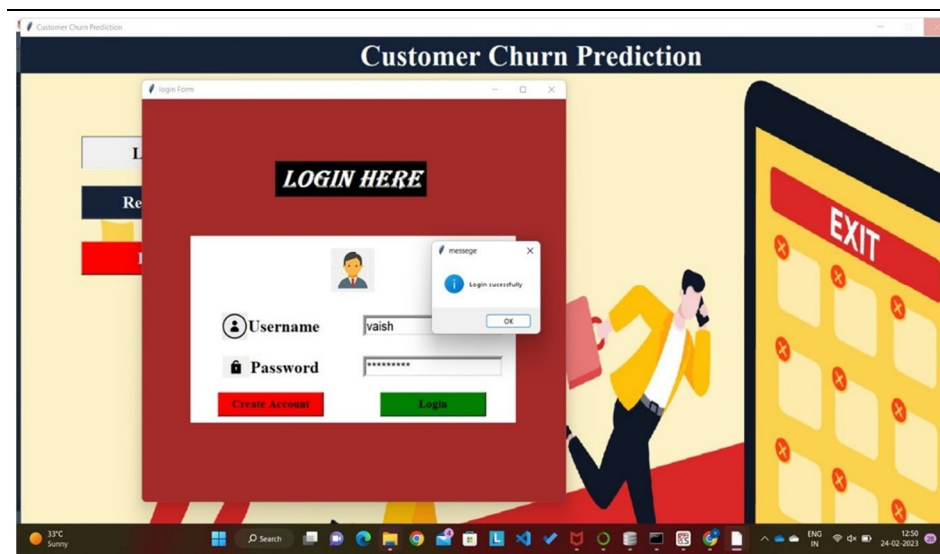 Customer Churn Prediction
Customer Churn Prediction
login Form
L
Re
LOGIN HERE
messege
Login sucessfully
OK
Username
vaish
Password
*********
Create Account
Login
EXIT
33°C
Sunny
Search
ENG
IN
12:50
24-02-2023